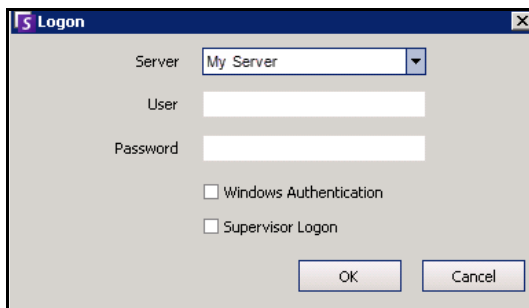 S Logon
Server My Server
User
Password
Windows Authentication
Supervisor Logon
OK Cancel